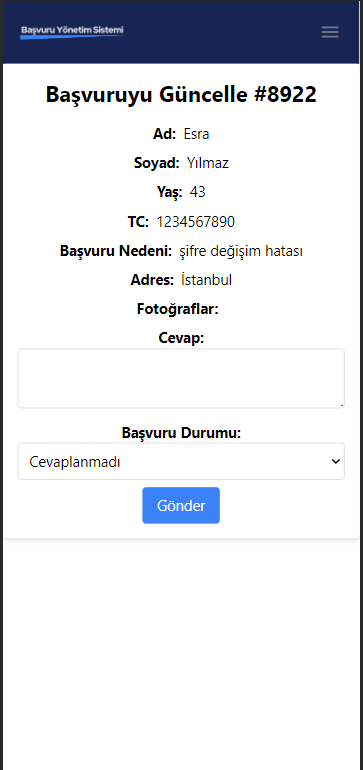 Başvuru Yönetim Sistemi
Başvuruyu Güncelle #8922
Ad: Esra
Soyad: Yılmaz
Yaş: 43
TC: 1234567890
Başvuru Nedeni: şifre değişim hatası
Adres: İstanbul
Fotoğraflar:
Cevap:
Başvuru Durumu:
Cevaplanmadı
Gönder